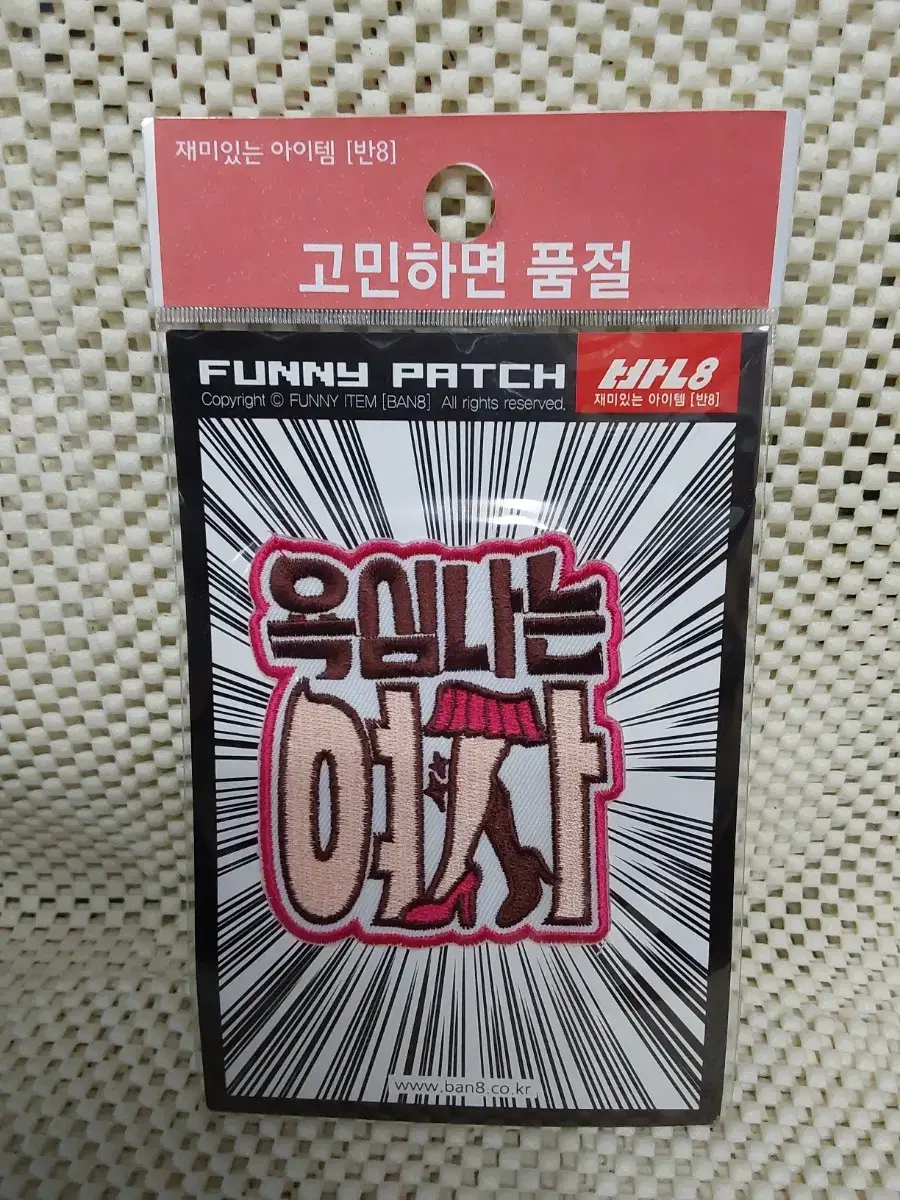 재미있는 아이템 [반8]
고민하면 품절
FUNNY PATCH
Copyright © FUNNY ITEM [BAN8] All rights reserved.
반8
재미있는 아이템 [반8]
욕심나는
여자
www.ban8.co.kr